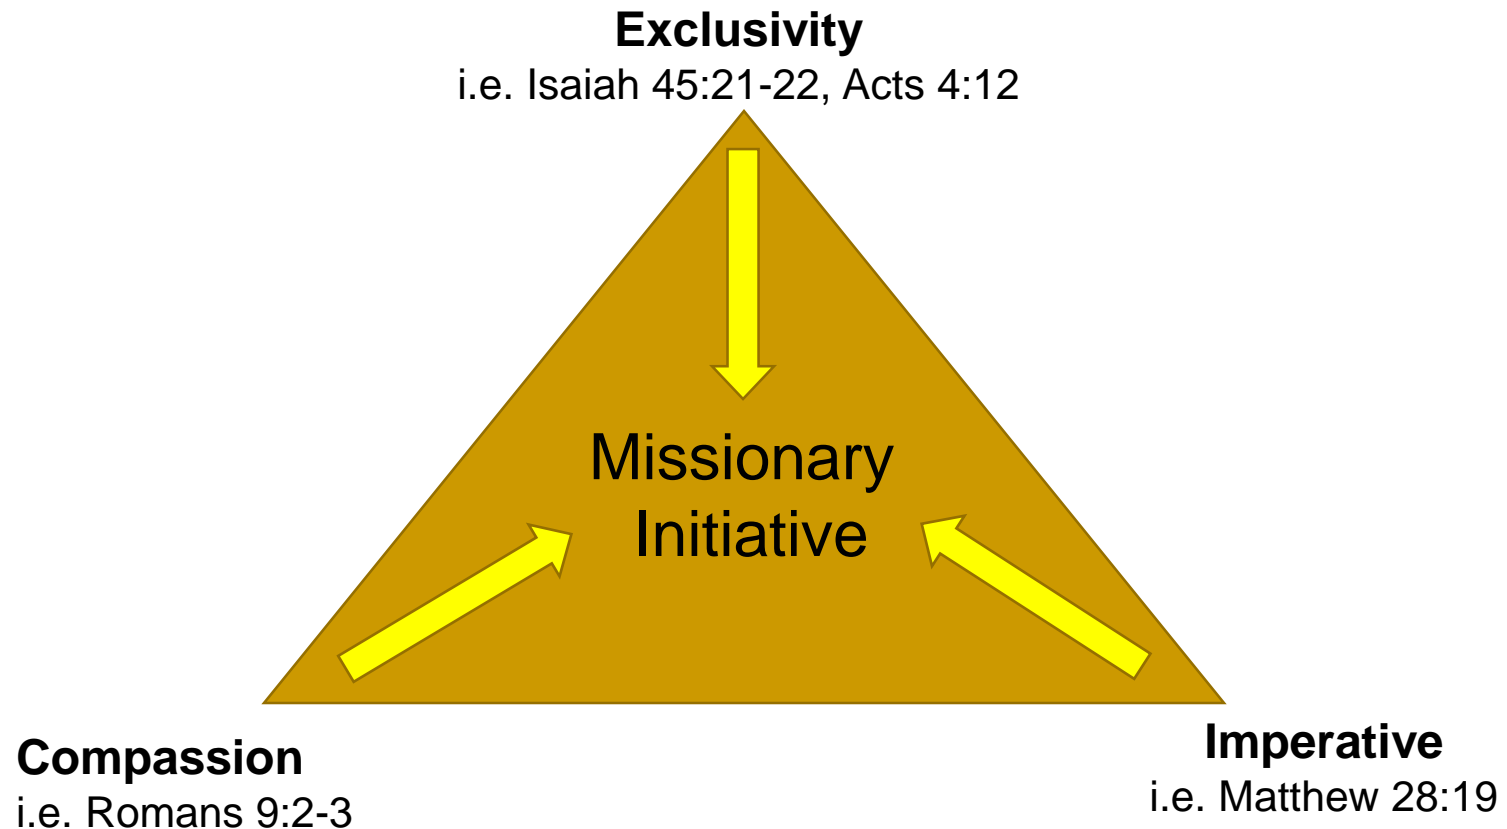 Exclusivity
i.e. Isaiah 45:21-22, Acts 4:12
Missionary
Initiative
Compassion
i.e. Romans 9:2-3
Imperative
i.e. Matthew 28:19